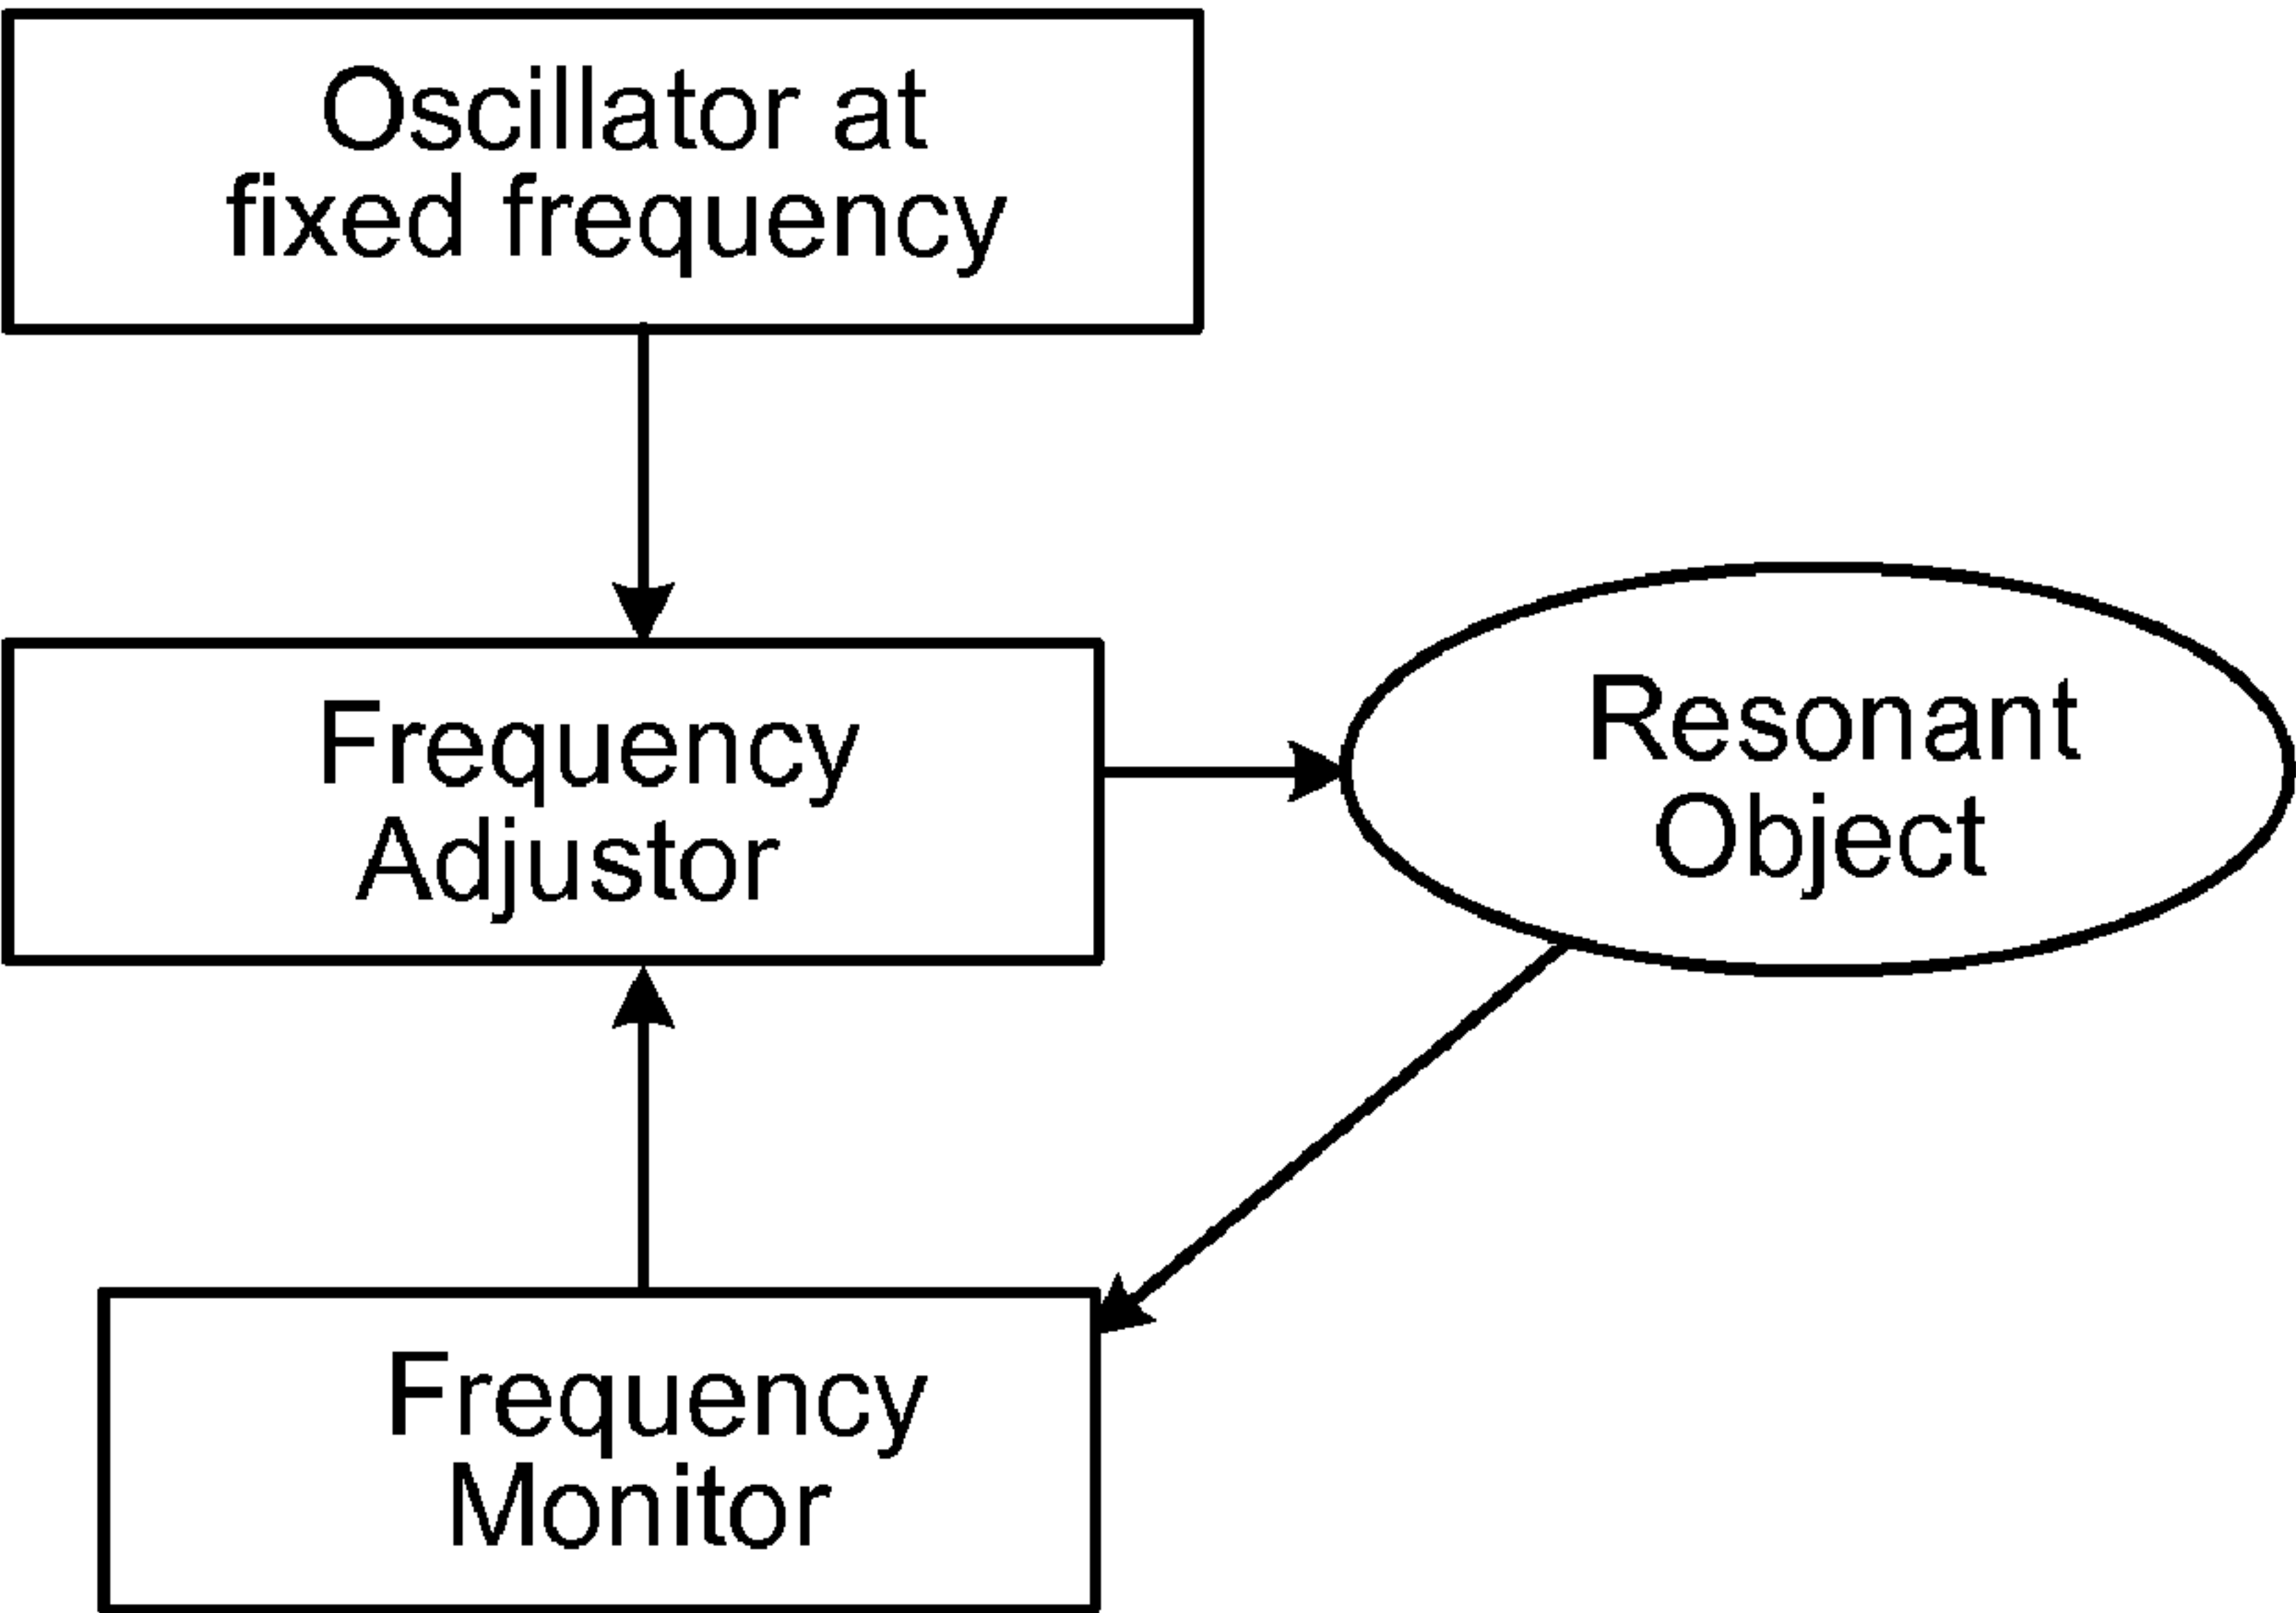 Oscillator at
fixed frequency
Frequency
Adjustor
Resonant
Object
Frequency
Monitor